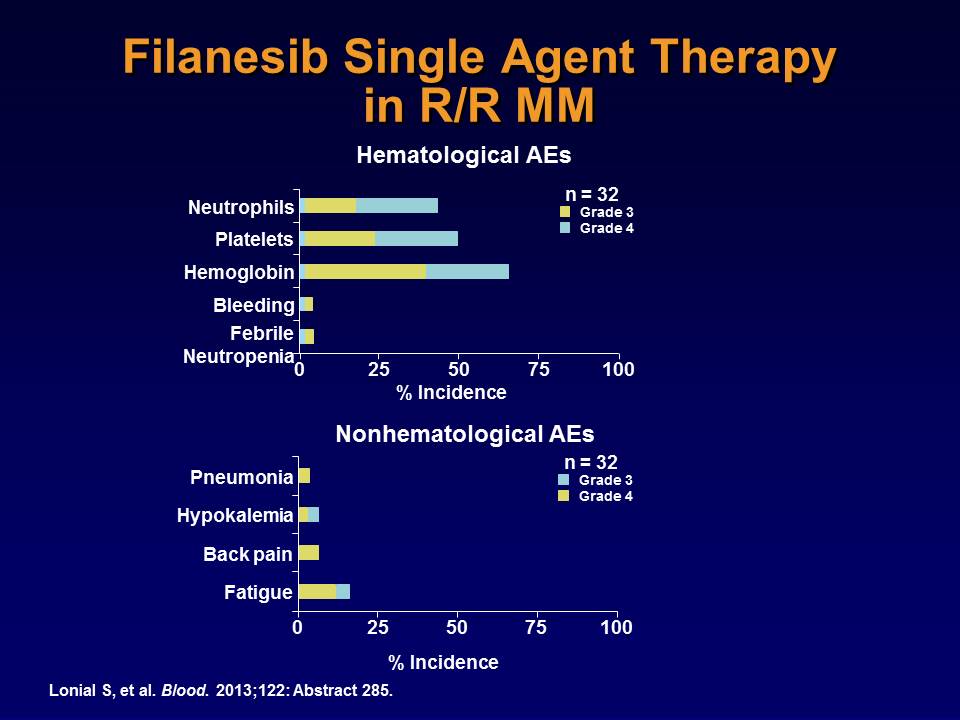 Filanesib Single Agent Therapy
in R/R MM
Hematological AEs
n = 32
Grade 3
Grade 4
Neutrophils
Platelets
Hemoglobin
Bleeding
Febrile
Neutropenia
0 25 50 75 100
% Incidence
Nonhematological AEs
n = 32
Grade 3
Grade 4
Pneumonia
Hypokalemia
Back pain
Fatigue
0 25 50 75 100
% Incidence
Lonial S, et al. Blood. 2013;122: Abstract 285.